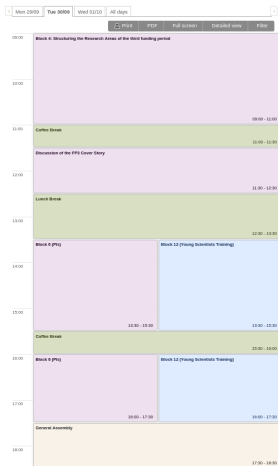 Mon 29/09 Tue 30/09 Wed 01/10 All days
Print PDF Full screen Detailed view Filter
09:00
Block 4: Structuring the Research Areas of the third funding period
10:00
09:00 - 11:00
11:00
Coffee Break
11:00 - 11:30
Discussion of the FP3 Cover Story
12:00
11:30 - 12:30
Lunch Break
13:00
12:30 - 13:30
Block 6 (PIs) Block 12 (Young Scientists Training)
14:00
15:00
13:30 - 15:30 13:30 - 15:30
Coffee Break
15:30 - 16:00
16:00
Block 6 (PIs) Block 12 (Young Scientists Training)
17:00
16:00 - 17:30 16:00 - 17:30
General Assembly
18:00
17:30 - 18:30